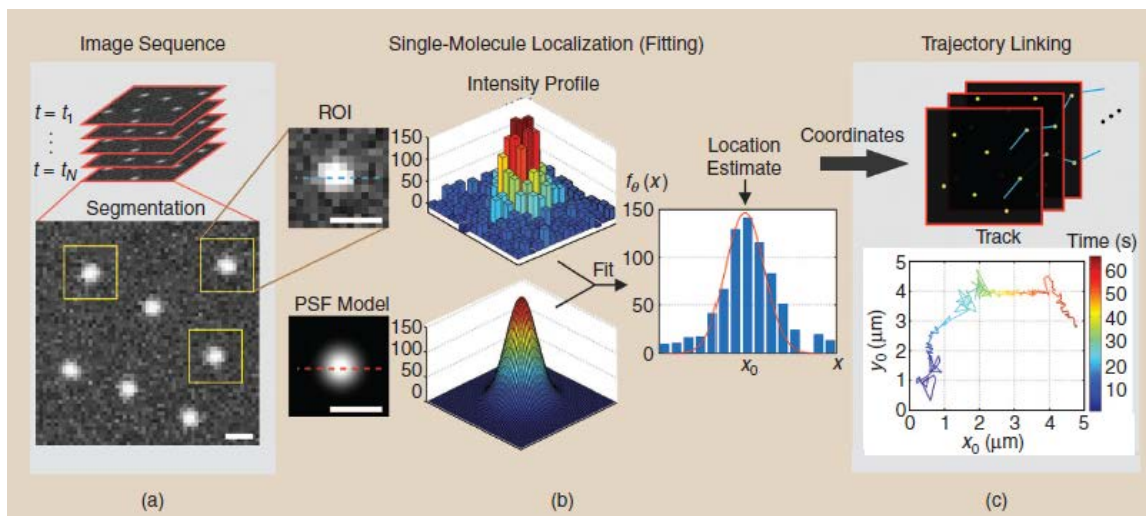 Image Sequence
t = t1
⋮
t = tN
Segmentation
(a)
Single-Molecule Localization (Fitting)
ROI
Intensity Profile
150
100
50
0
PSF Model
150
100
50
0
Fit
Location
Estimate
fθ (x)
150
100
50
0
x0
x
(b)
Trajectory Linking
Coordinates
Track
Time (s)
60
50
40
30
20
10
y0 (μm)
5
4
3
2
1
0
0 1 2 3 4 5
x0 (μm)
(c)